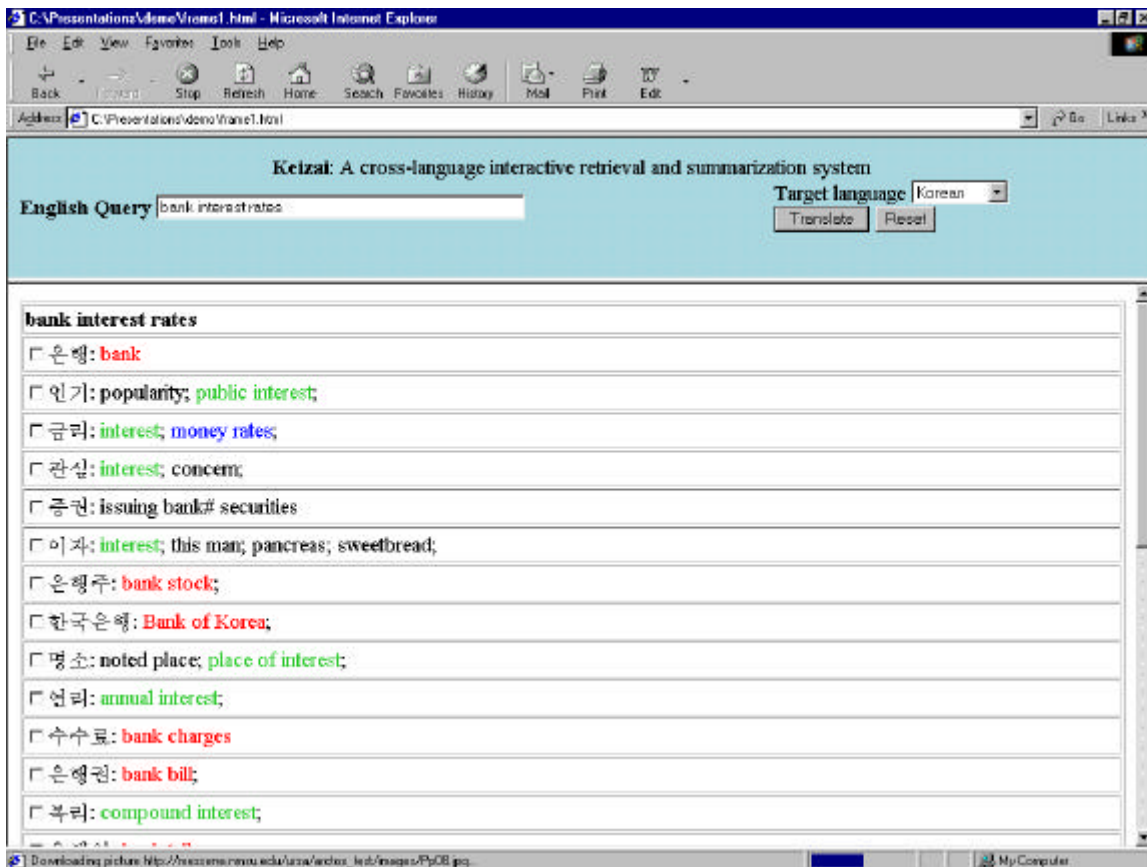 C:\Presentations\demo\frame1.html - Microsoft Internet Explorer
File Edit View Favorites Tools Help
Back Forward Stop Refresh Home Search Favorites History Mail Print Edit
Address C:\Presentations\demo\frame1.html Go Links
Keizai: A cross-language interactive retrieval and summarization system
English Query bank interest rates Target language Korean
Translate Reset
bank interest rates
은행: bank
인기: popularity; public interest;
금리: interest; money rates;
관심: interest; concern;
증권: issuing bank# securities
이자: interest; this man; pancreas; sweetbread;
은행주: bank stock;
한국은행: Bank of Korea;
명소: noted place; place of interest;
연리: annual interest;
수수료: bank charges
은행권: bank bill;
복리: compound interest;
Downloading picture My Computer